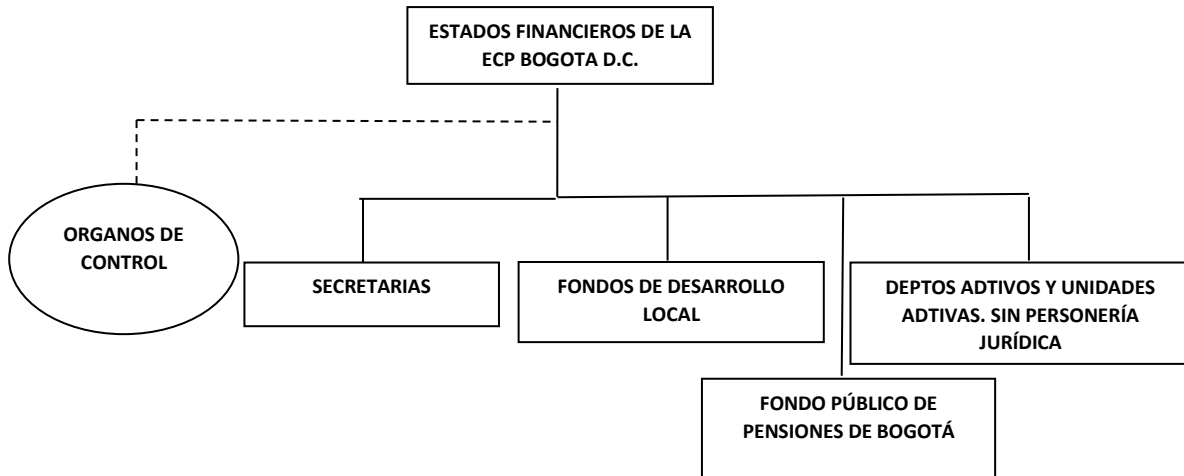 ESTADOS FINANCIEROS DE LA
ECP BOGOTA D.C.
ORGANOS DE
CONTROL
SECRETARIAS
FONDOS DE DESARROLLO
LOCAL
DEPTOS ADTIVOS Y UNIDADES
ADTIVAS. SIN PERSONERÍA
JURÍDICA
FONDO PÚBLICO DE
PENSIONES DE BOGOTÁ